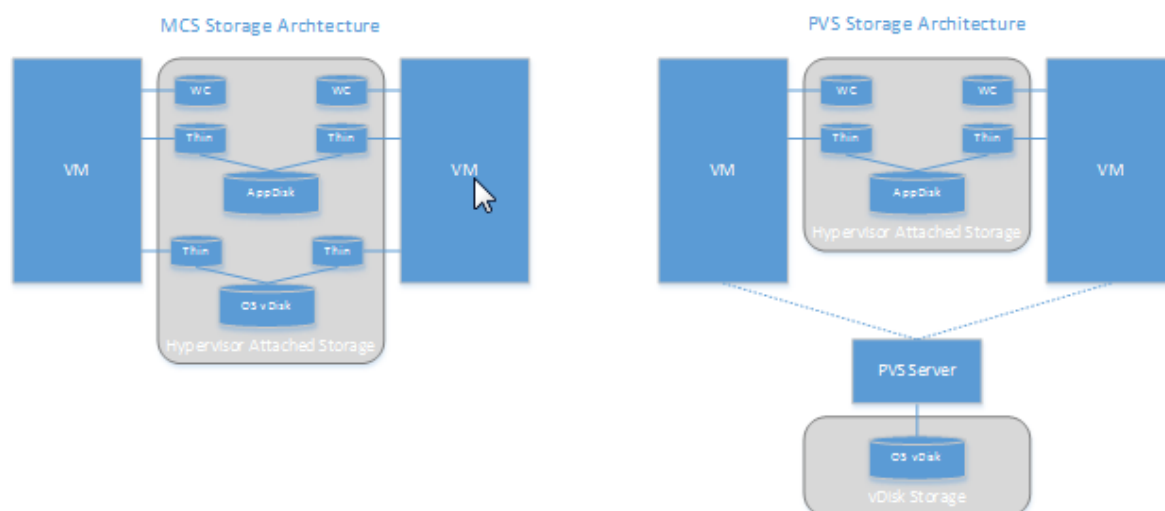 MCS Storage Archtecture
WC
WC
Thin
Thin
VM
VM
AppDisk
Thin
Thin
OS vDisk
Hypervisor Attached Storage
PVS Storage Architecture
WC
WC
Thin
Thin
VM
VM
AppDisk
Hypervisor Attached Storage
PVS Server
OS vDisk
vDisk Storage